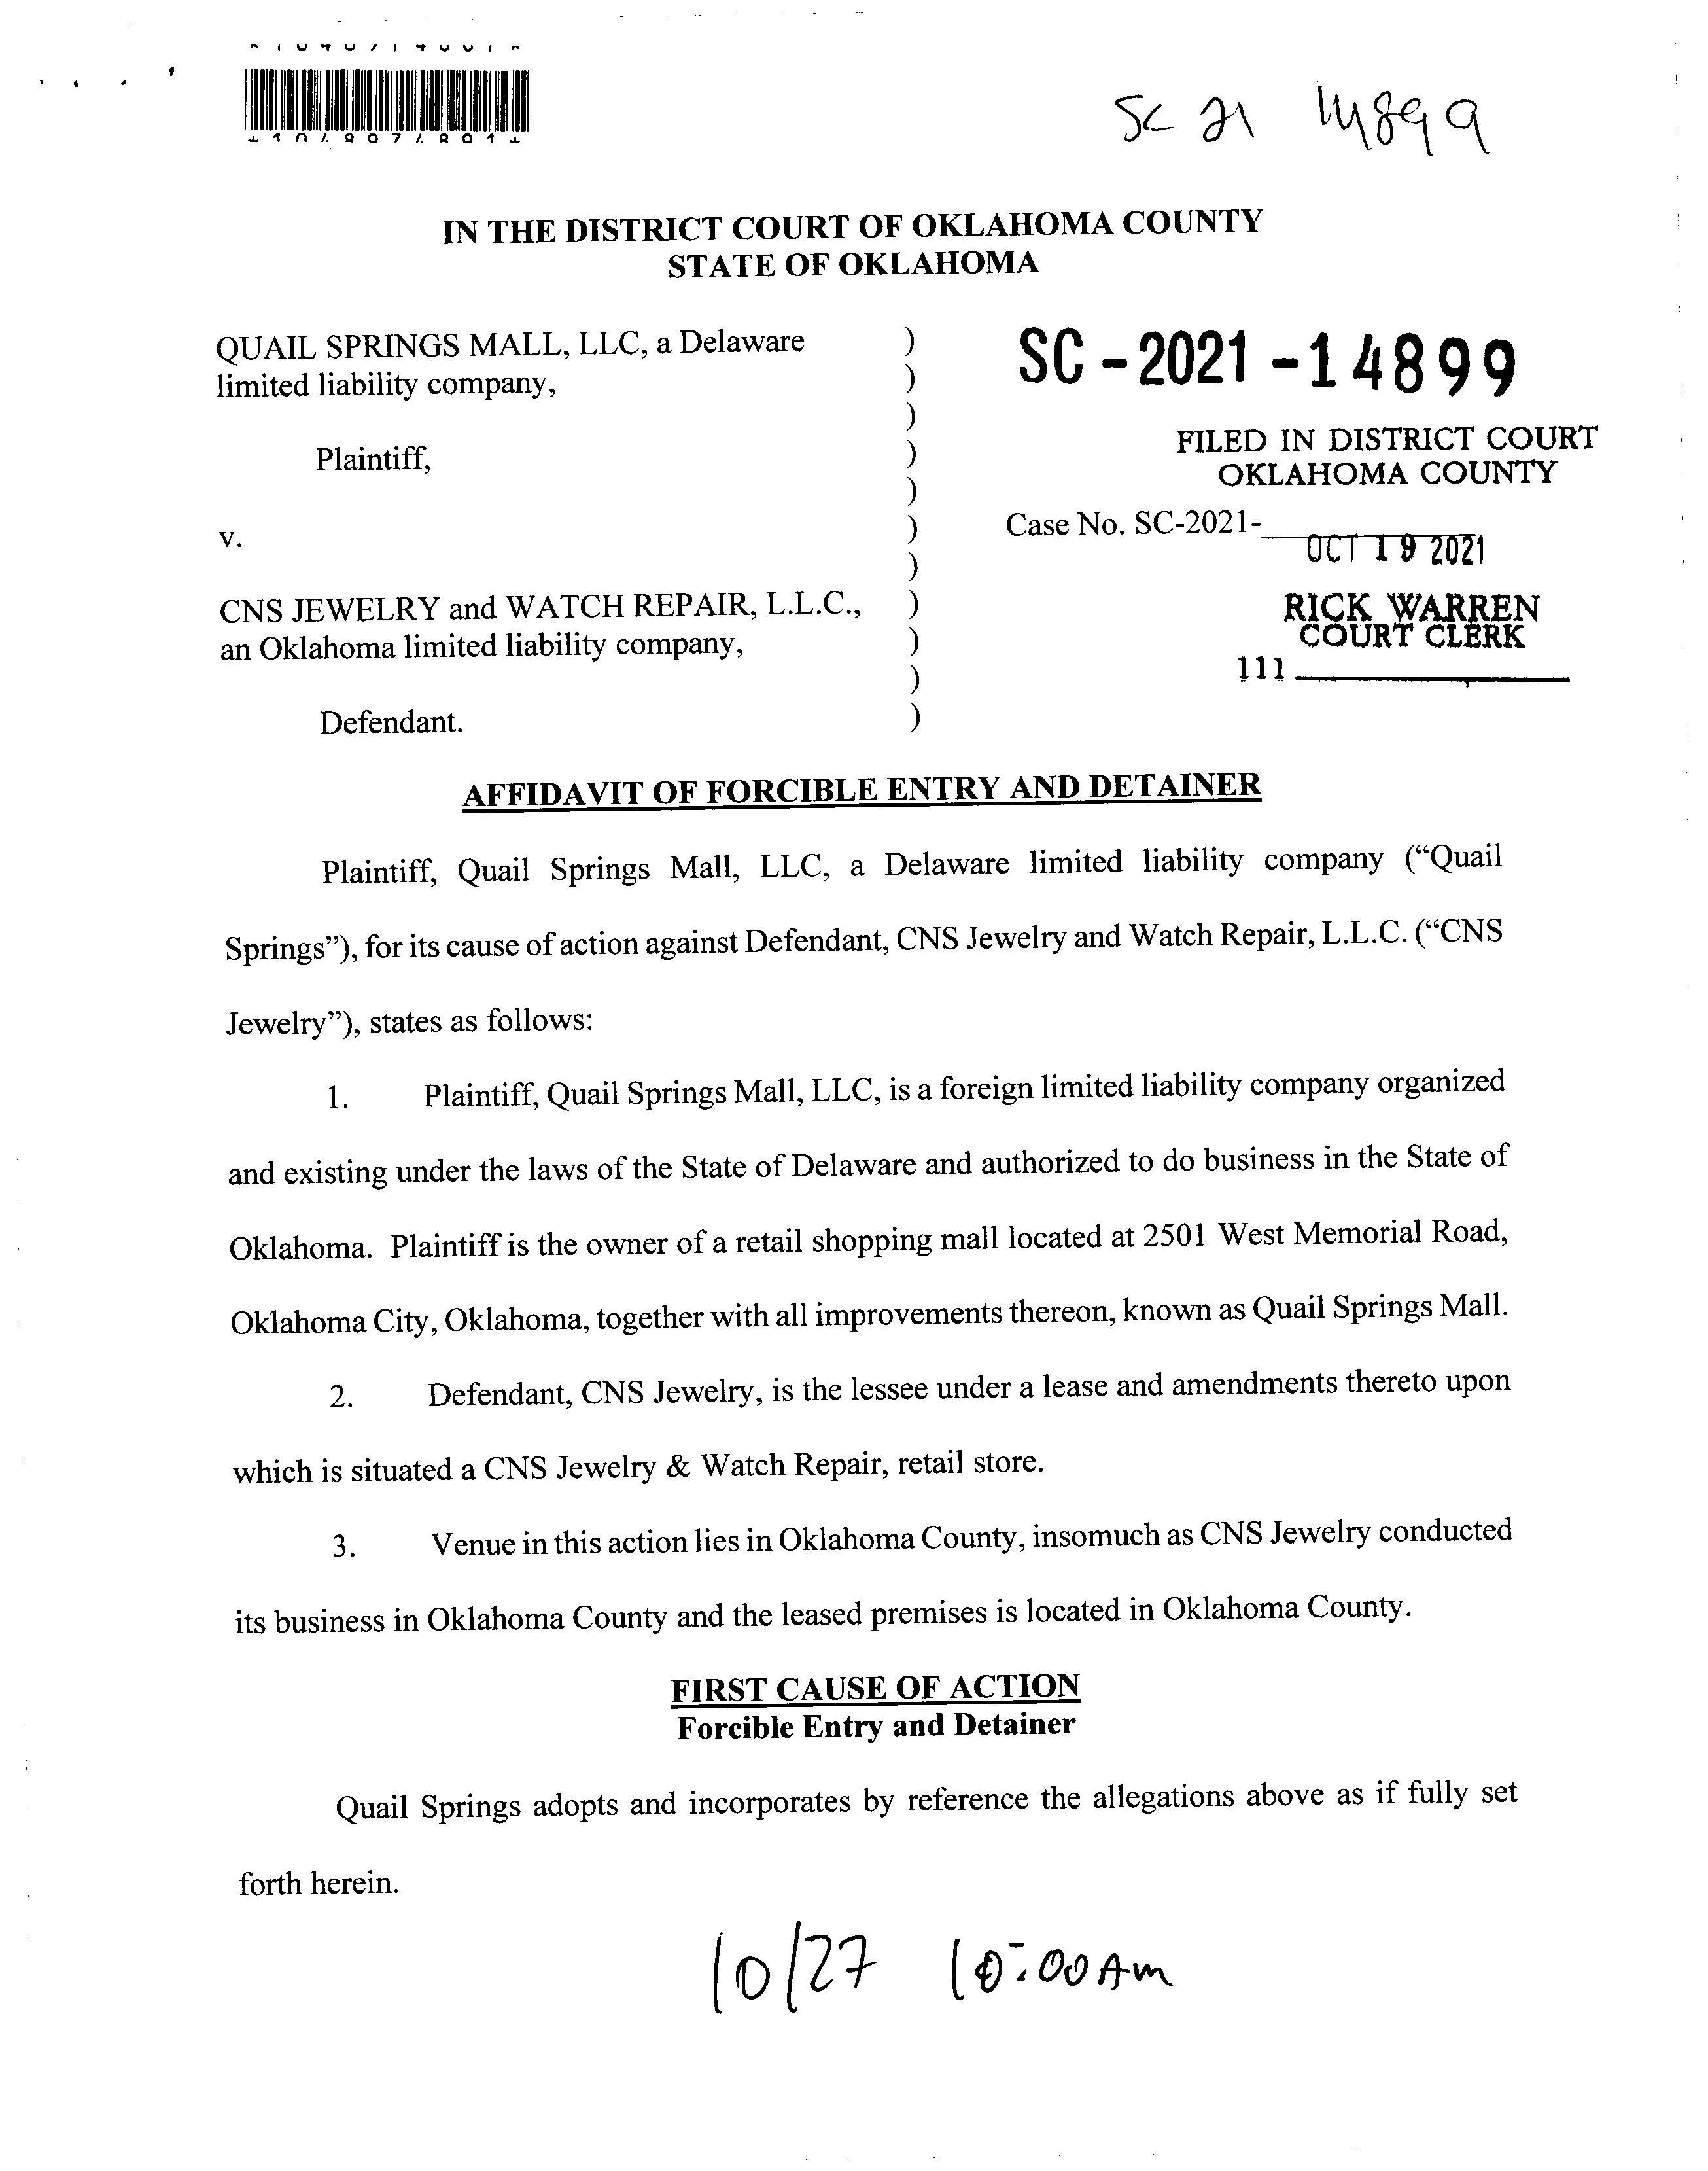 SC 21 14899
IN THE DISTRICT COURT OF OKLAHOMA COUNTY
STATE OF OKLAHOMA
QUAIL SPRINGS MALL, LLC, a Delaware )
limited liability company, )
)
Plaintiff, )
)
v. )
)
CNS JEWELRY and WATCH REPAIR, L.L.C., )
an Oklahoma limited liability company, )
)
Defendant. )
SC-2021-14899
FILED IN DISTRICT COURT
OKLAHOMA COUNTY
Case No. SC-2021-
OCT 19 2021
RICK WARREN
COURT CLERK
111
AFFIDAVIT OF FORCIBLE ENTRY AND DETAINER
Plaintiff, Quail Springs Mall, LLC, a Delaware limited liability company (“Quail
Springs”), for its cause of action against Defendant, CNS Jewelry and Watch Repair, L.L.C. (“CNS
Jewelry”), states as follows:
1. Plaintiff, Quail Springs Mall, LLC, is a foreign limited liability company organized
and existing under the laws of the State of Delaware and authorized to do business in the State of
Oklahoma. Plaintiff is the owner of a retail shopping mall located at 2501 West Memorial Road,
Oklahoma City, Oklahoma, together with all improvements thereon, known as Quail Springs Mall.
2. Defendant, CNS Jewelry, is the lessee under a lease and amendments thereto upon
which is situated a CNS Jewelry & Watch Repair, retail store.
3. Venue in this action lies in Oklahoma County, insomuch as CNS Jewelry conducted
its business in Oklahoma County and the leased premises is located in Oklahoma County.
FIRST CAUSE OF ACTION
Forcible Entry and Detainer
Quail Springs adopts and incorporates by reference the allegations above as if fully set
forth herein.
10/27 10:00 Am